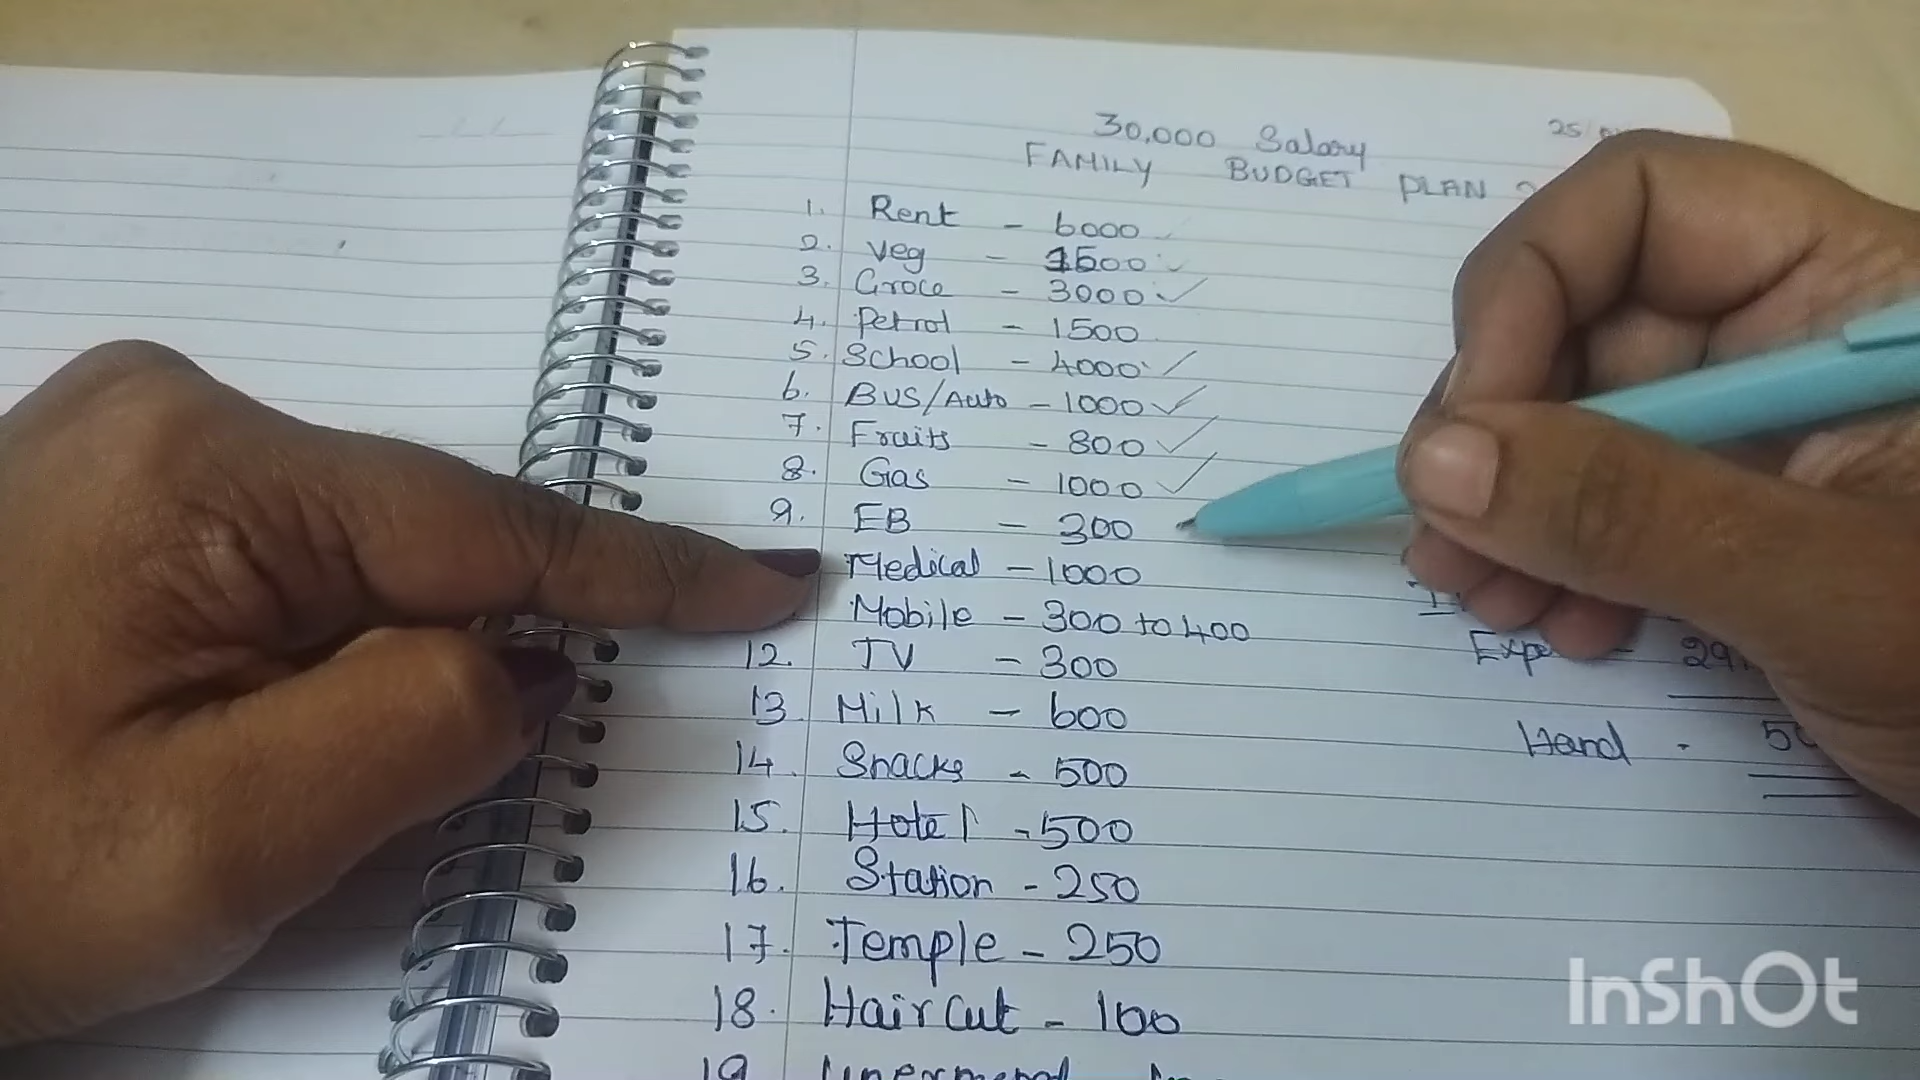 30,000 Salary
25/
FAMILY BUDGET PLAN
1. Rent - 6000
2. Veg - 1500
3. Groce - 3000
4. Petrol - 1500
5. School - 4000
6. BUS/Auto - 1000
7. Fruits - 800
8. Gas - 1000
9. EB - 300
Medical - 1000
Mobile - 300 to 400
12. TV - 300
13. Milk - 600
14. Snacks - 500
15. Hotel - 500
16. Station - 250
17. Temple - 250
18. Hair Cut - 100
19.
Hand -
InShOt